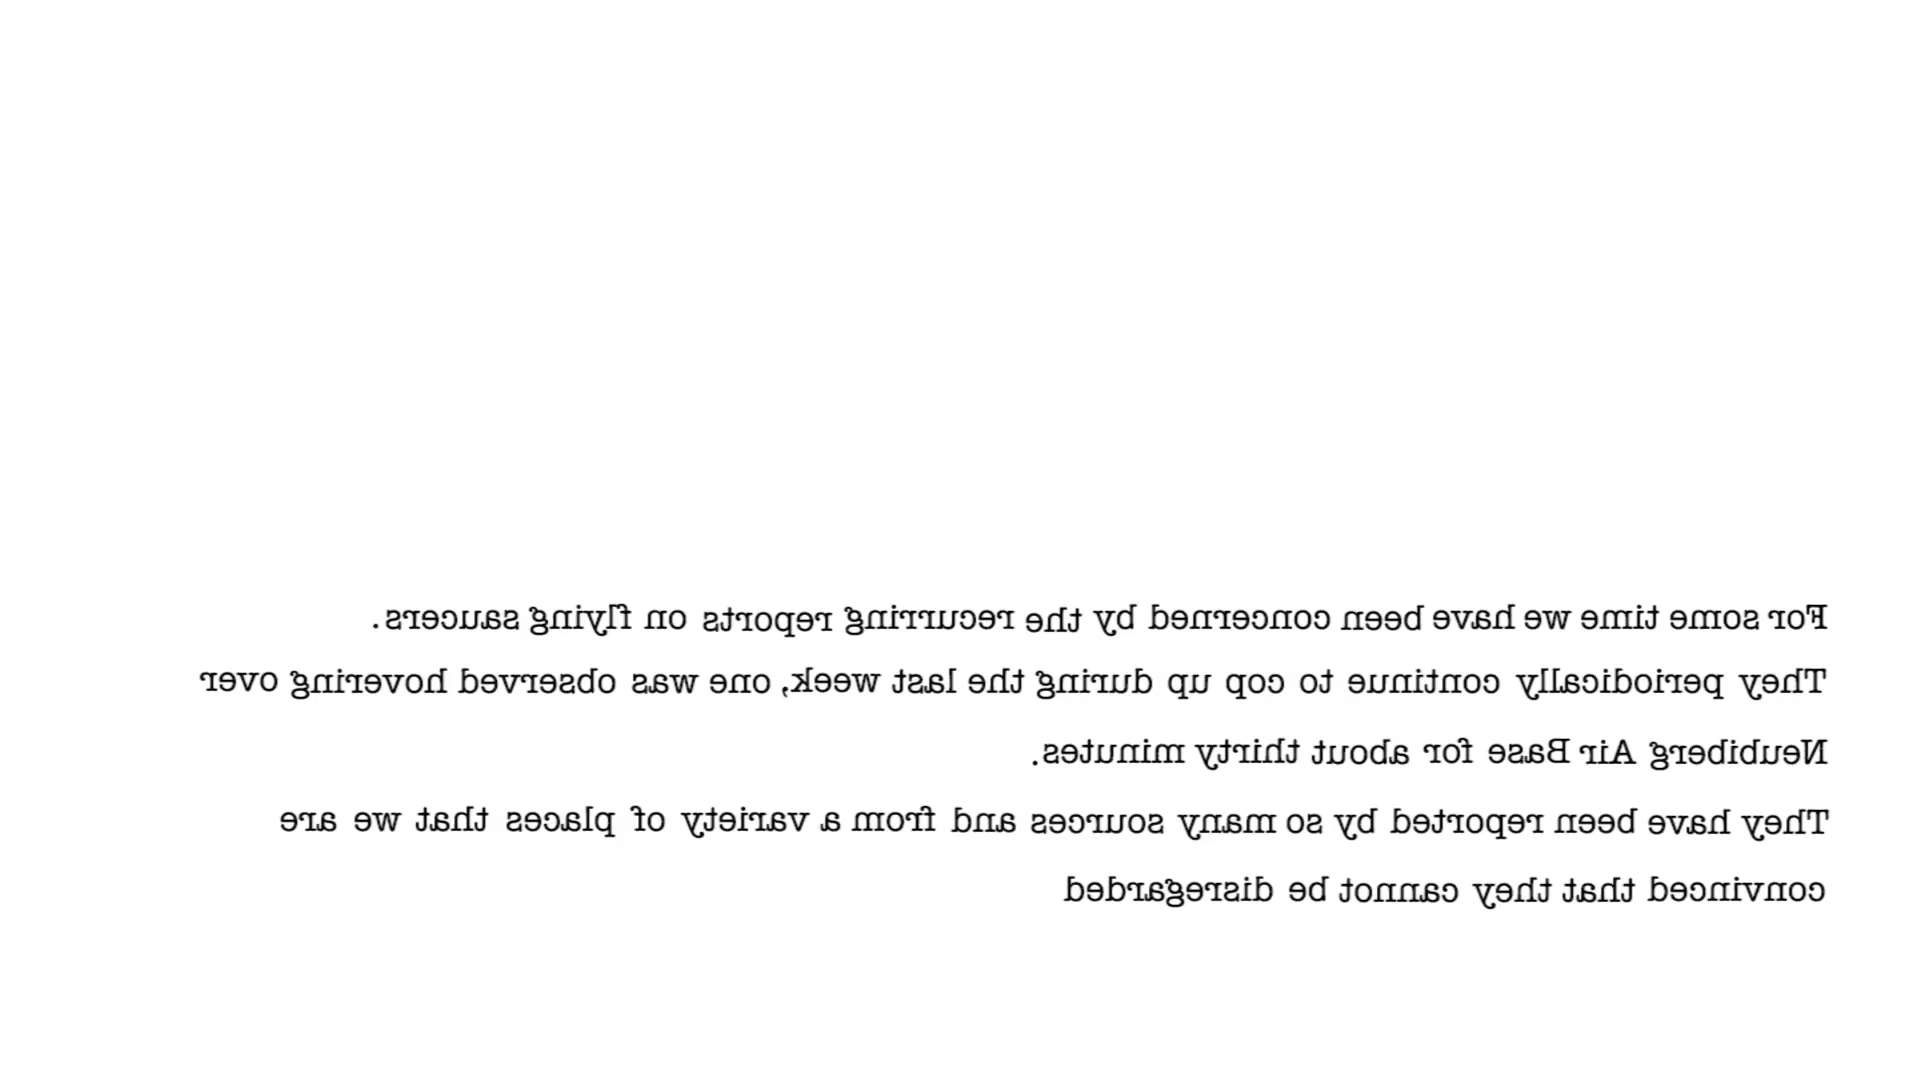 For some time we have been concerned by the recurring reports on flying saucers.
They periodically continue to cop up during the last week, one was observed hovering over
Neubiberg Air Base for about thirty minutes.
They have been reported by so many sources and from a variety of places that we are
convinced that they cannot be disregarded